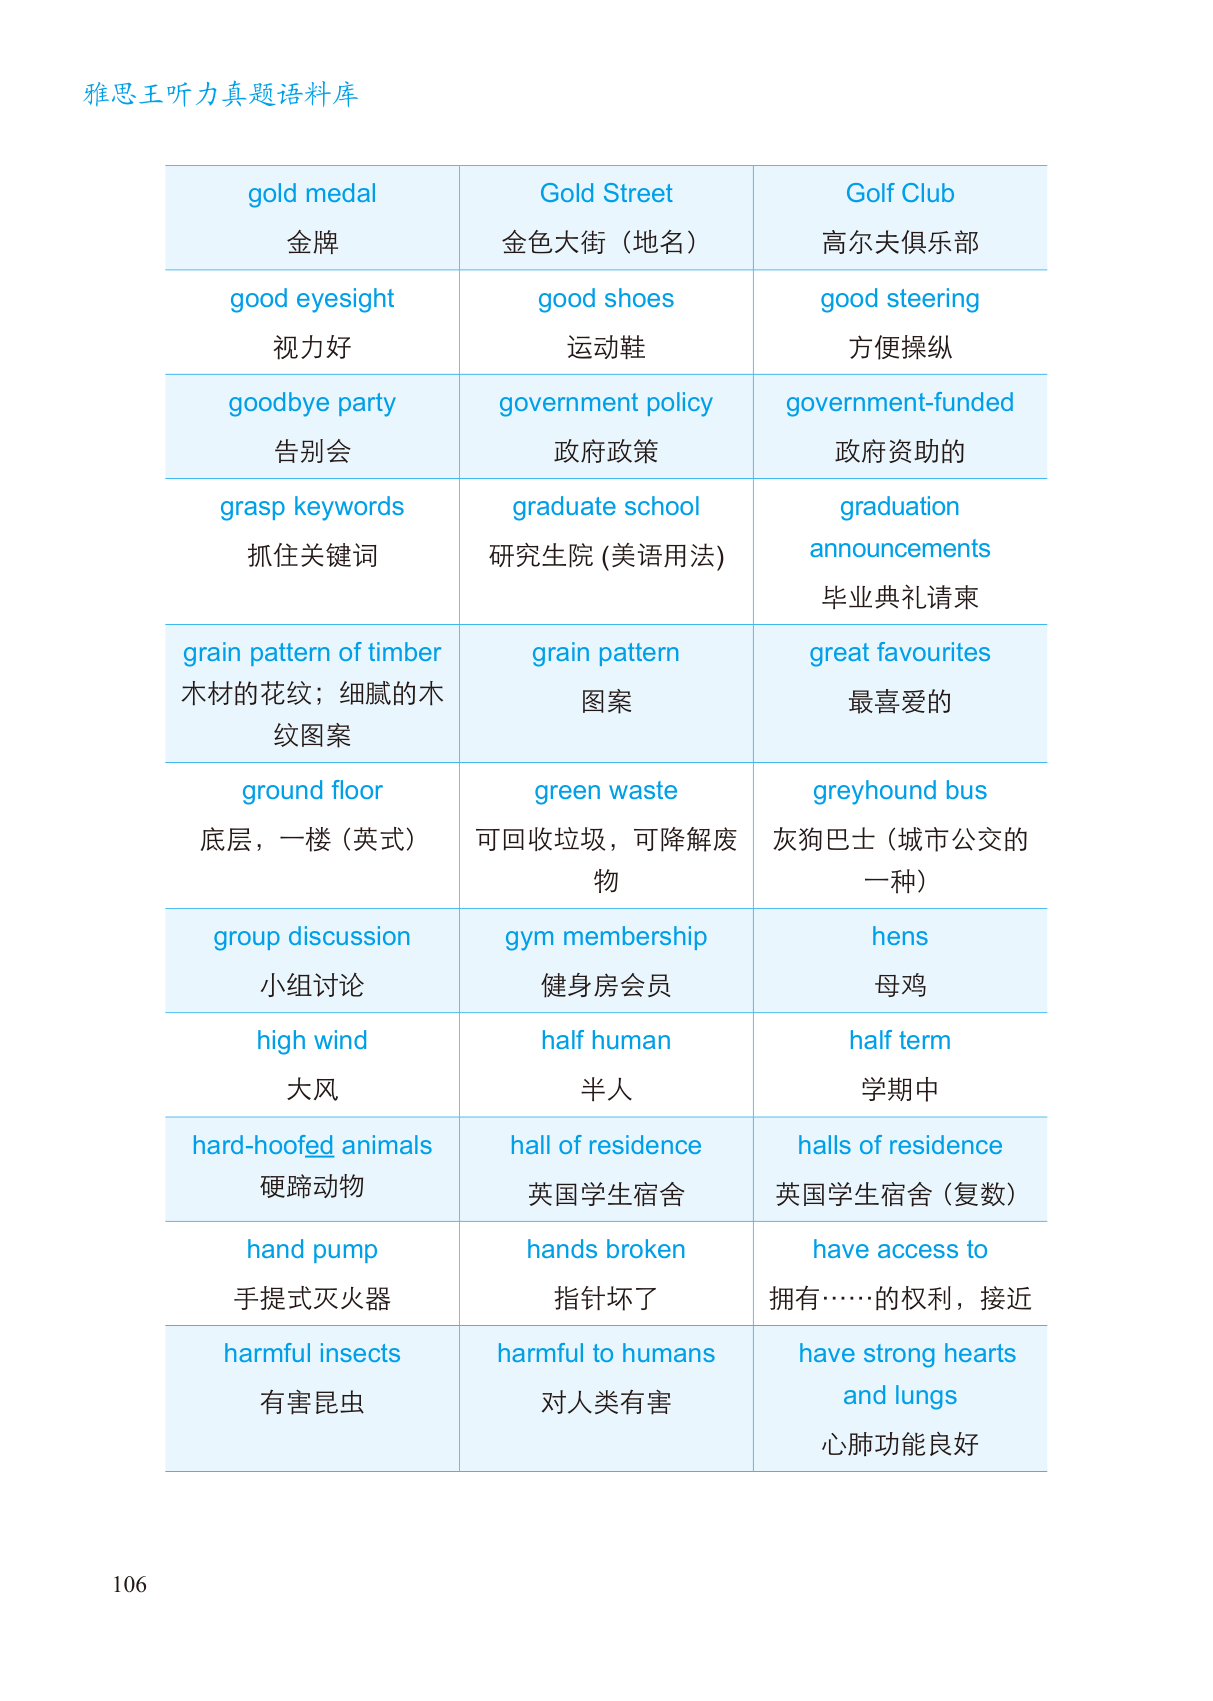 雅思王听力真题语料库
gold medal
金牌
Gold Street
金色大街（地名）
Golf Club
高尔夫俱乐部
good eyesight
视力好
good shoes
运动鞋
good steering
方便操纵
goodbye party
告别会
government policy
政府政策
government-funded
政府资助的
grasp keywords
抓住关键词
graduate school
研究生院 (美语用法)
graduation
announcements
毕业典礼请柬
grain pattern of timber
木材的花纹；细腻的木
纹图案
grain pattern
图案
great favourites
最喜爱的
ground floor
底层，一楼（英式）
green waste
可回收垃圾，可降解废
物
greyhound bus
灰狗巴士（城市公交的
一种）
group discussion
小组讨论
gym membership
健身房会员
hens
母鸡
high wind
大风
half human
半人
half term
学期中
hard-hoofed animals
硬蹄动物
hall of residence
英国学生宿舍
halls of residence
英国学生宿舍（复数）
hand pump
手提式灭火器
hands broken
指针坏了
have access to
拥有……的权利，接近
harmful insects
有害昆虫
harmful to humans
对人类有害
have strong hearts
and lungs
心肺功能良好
106